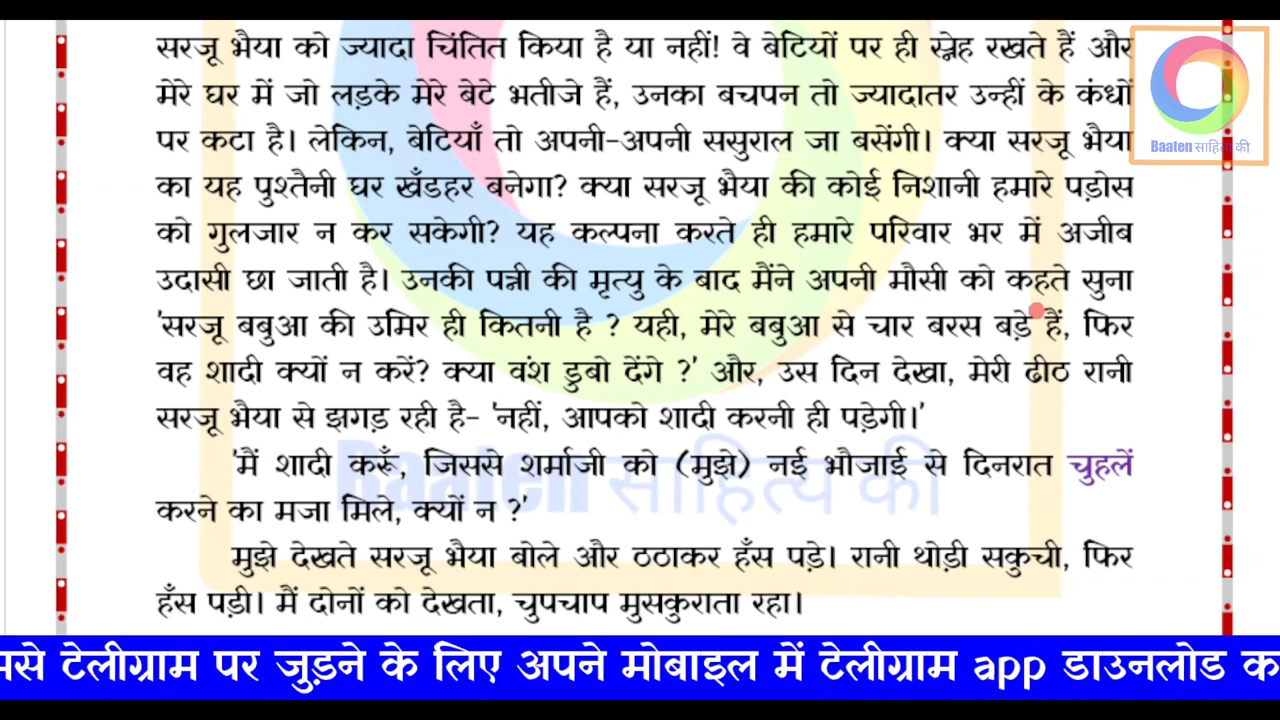 सरजू भैया को ज्यादा चिंतित किया है या नहीं! वे बेटियों पर ही स्नेह रखते हैं और
मेरे घर में जो लड़के मेरे बेटे भतीजे हैं, उनका बचपन तो ज्यादातर उन्हीं के कंधों
पर कटा है। लेकिन, बेटियाँ तो अपनी-अपनी ससुराल जा बसेंगी। क्या सरजू भैया
का यह पुश्तैनी घर खँडहर बनेगा? क्या सरजू भैया की कोई निशानी हमारे पड़ोस
को गुलजार न कर सकेगी? यह कल्पना करते ही हमारे परिवार भर में अजीब
उदासी छा जाती है। उनकी पत्नी की मृत्यु के बाद मैंने अपनी मौसी को कहते सुना
'सरजू बबुआ की उमिर ही कितनी है ? यही, मेरे बबुआ से चार बरस बड़े हैं, फिर
वह शादी क्यों न करें? क्या वंश डुबो देंगे ?' और, उस दिन देखा, मेरी ढीठ रानी
सरजू भैया से झगड़ रही है- 'नहीं, आपको शादी करनी ही पड़ेगी।'
'मैं शादी करूँ, जिससे शर्माजी को (मुझे) नई भौजाई से दिनरात चुहलें
करने का मजा मिले, क्यों न ?'
मुझे देखते सरजू भैया बोले और ठठाकर हँस पड़े। रानी थोड़ी सकुची, फिर
हँस पड़ी। मैं दोनों को देखता, चुपचाप मुसकुराता रहा।
Baaten साहित्य की
Baaten साहित्य की
से टेलीग्राम पर जुड़ने के लिए अपने मोबाइल में टेलीग्राम app डाउनलोड क